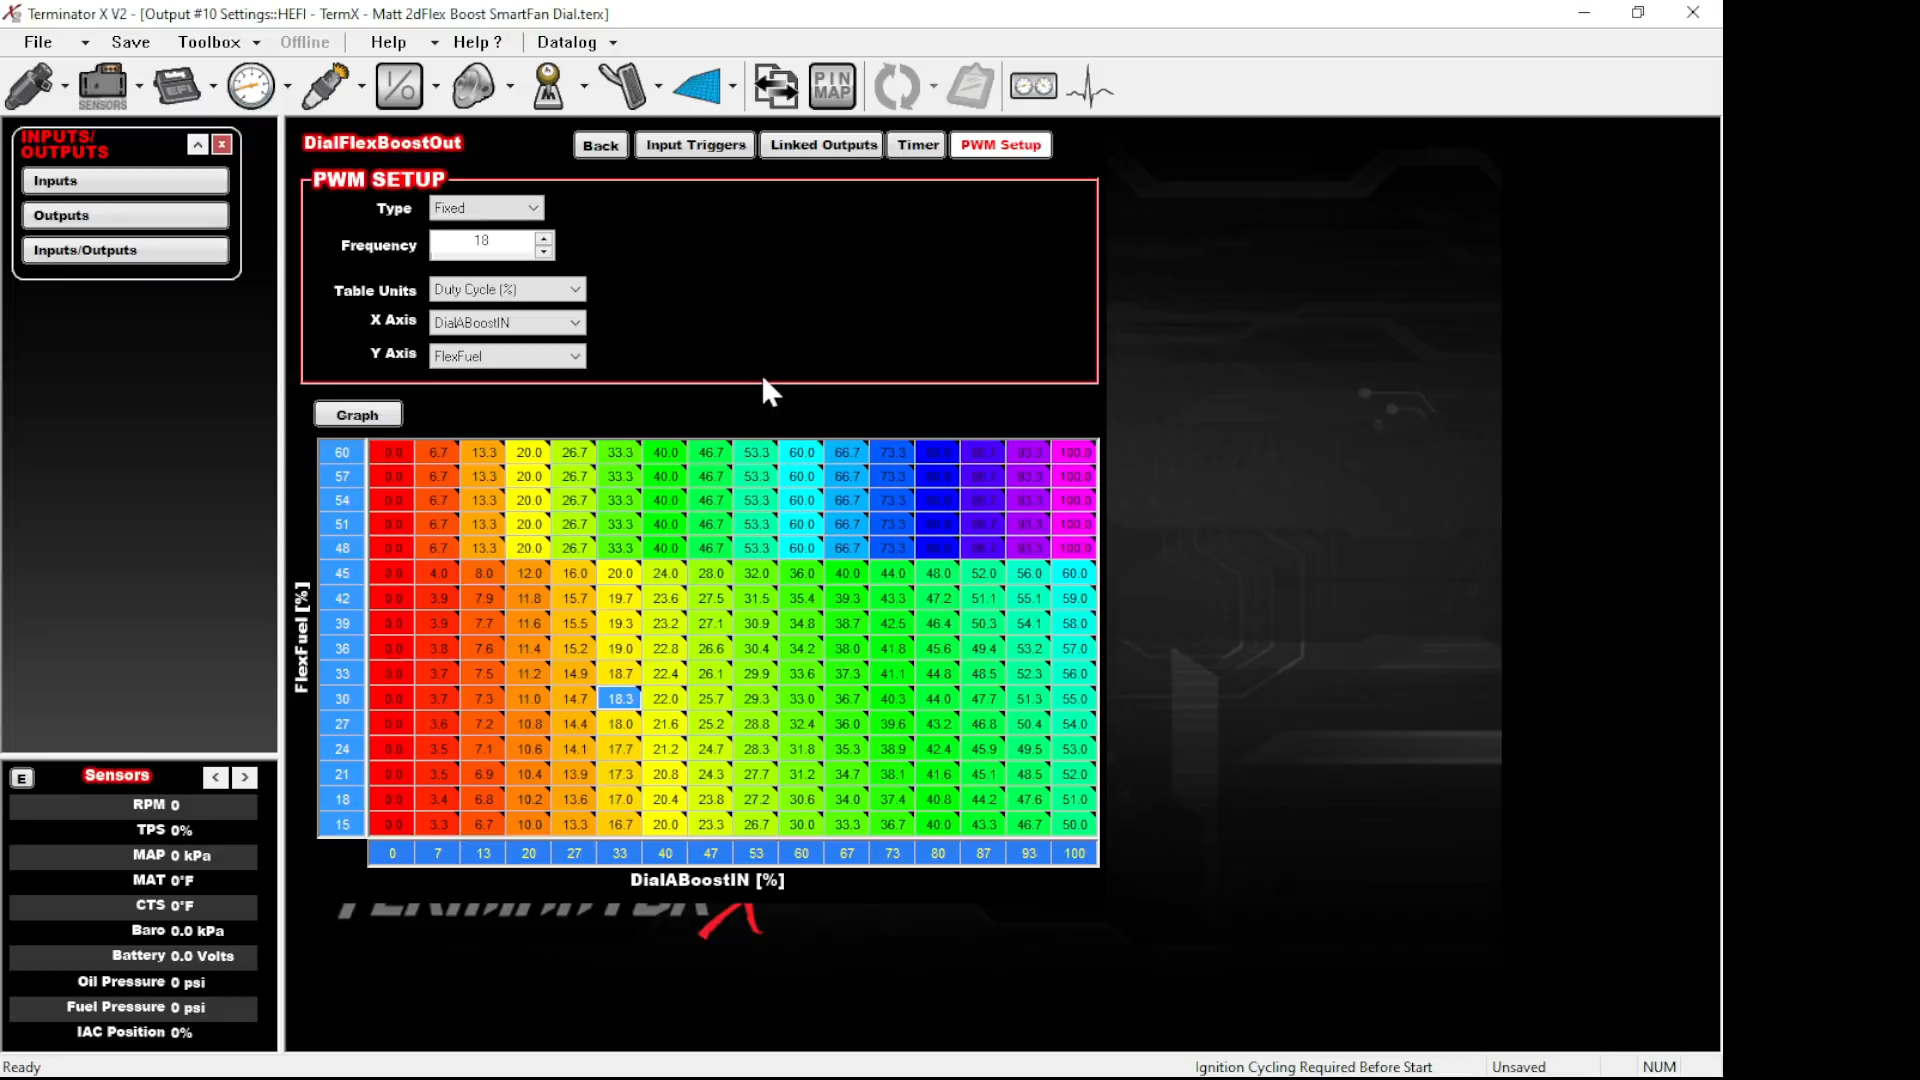 Terminator X V2 - [Output #10 Settings::HEFI - TermX - Matt 2dFlex Boost SmartFan Dial.terx]
File Save Toolbox Offline Help Help ? Datalog
SENSORS
EFI
PIN MAP
INPUTS/
OUTPUTS
Inputs
Outputs
Inputs/Outputs
DialFlexBoostOut
Back Input Triggers Linked Outputs Timer PWM Setup
PWM SETUP
Type Fixed
Frequency 18
Table Units Duty Cycle (%)
X Axis DialABoostIN
Y Axis FlexFuel
Graph
FlexFuel [%]
60 0.0 6.7 13.3 20.0 26.7 33.3 40.0 46.7 53.3 60.0 66.7 73.3 93.3 100.0
57 0.0 6.7 13.3 20.0 26.7 33.3 40.0 46.7 53.3 60.0 66.7 73.3 93.3 100.0
54 0.0 6.7 13.3 20.0 26.7 33.3 40.0 46.7 53.3 60.0 66.7 73.3 93.3 100.0
51 0.0 6.7 13.3 20.0 26.7 33.3 40.0 46.7 53.3 60.0 66.7 73.3 93.3 100.0
48 0.0 6.7 13.3 20.0 26.7 33.3 40.0 46.7 53.3 60.0 66.7 73.3 93.3 100.0
45 0.0 4.0 8.0 12.0 16.0 20.0 24.0 28.0 32.0 36.0 40.0 44.0 48.0 52.0 56.0 60.0
42 0.0 3.9 7.9 11.8 15.7 19.7 23.6 27.5 31.5 35.4 39.3 43.3 47.2 51.1 55.1 59.0
39 0.0 3.9 7.7 11.6 15.5 19.3 23.2 27.1 30.9 34.8 38.7 42.5 46.4 50.3 54.1 58.0
36 0.0 3.8 7.6 11.4 15.2 19.0 22.8 26.6 30.4 34.2 38.0 41.8 45.6 49.4 53.2 57.0
33 0.0 3.7 7.5 11.2 14.9 18.7 22.4 26.1 29.9 33.6 37.3 41.1 44.8 48.5 52.3 56.0
30 0.0 3.7 7.3 11.0 14.7 18.3 22.0 25.7 29.3 33.0 36.7 40.3 44.0 47.7 51.3 55.0
27 0.0 3.6 7.2 10.8 14.4 18.0 21.6 25.2 28.8 32.4 36.0 39.6 43.2 46.8 50.4 54.0
24 0.0 3.5 7.1 10.6 14.1 17.7 21.2 24.7 28.3 31.8 35.3 38.9 42.4 45.9 49.5 53.0
21 0.0 3.5 6.9 10.4 13.9 17.3 20.8 24.3 27.7 31.2 34.7 38.1 41.6 45.1 48.5 52.0
18 0.0 3.4 6.8 10.2 13.6 17.0 20.4 23.8 27.2 30.6 34.0 37.4 40.8 44.2 47.6 51.0
15 0.0 3.3 6.7 10.0 13.3 16.7 20.0 23.3 26.7 30.0 33.3 36.7 40.0 43.3 46.7 50.0
0 7 13 20 27 33 40 47 53 60 67 73 80 87 93 100
DialABoostIN [%]
E Sensors < >
RPM 0
TPS 0%
MAP 0 kPa
MAT 0°F
CTS 0°F
Baro 0.0 kPa
Battery 0.0 Volts
Oil Pressure 0 psi
Fuel Pressure 0 psi
IAC Position 0%
Ready Ignition Cycling Required Before Start Unsaved NUM